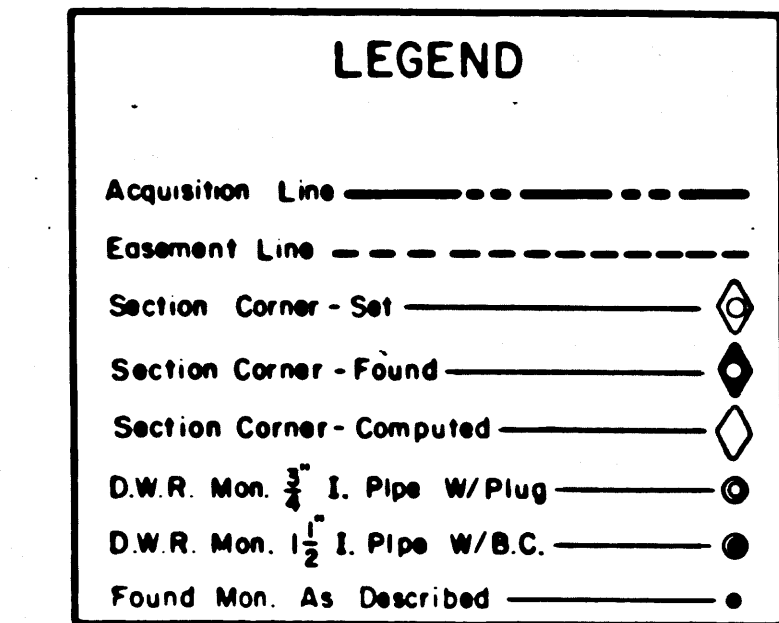 LEGEND
Acquisition Line
Easement Line
Section Corner - Set
Section Corner - Found
Section Corner - Computed
D.W.R. Mon. 3/4" I. Pipe W/Plug
D.W.R. Mon. 1 1/2" I. Pipe W/B.C.
Found Mon. As Described